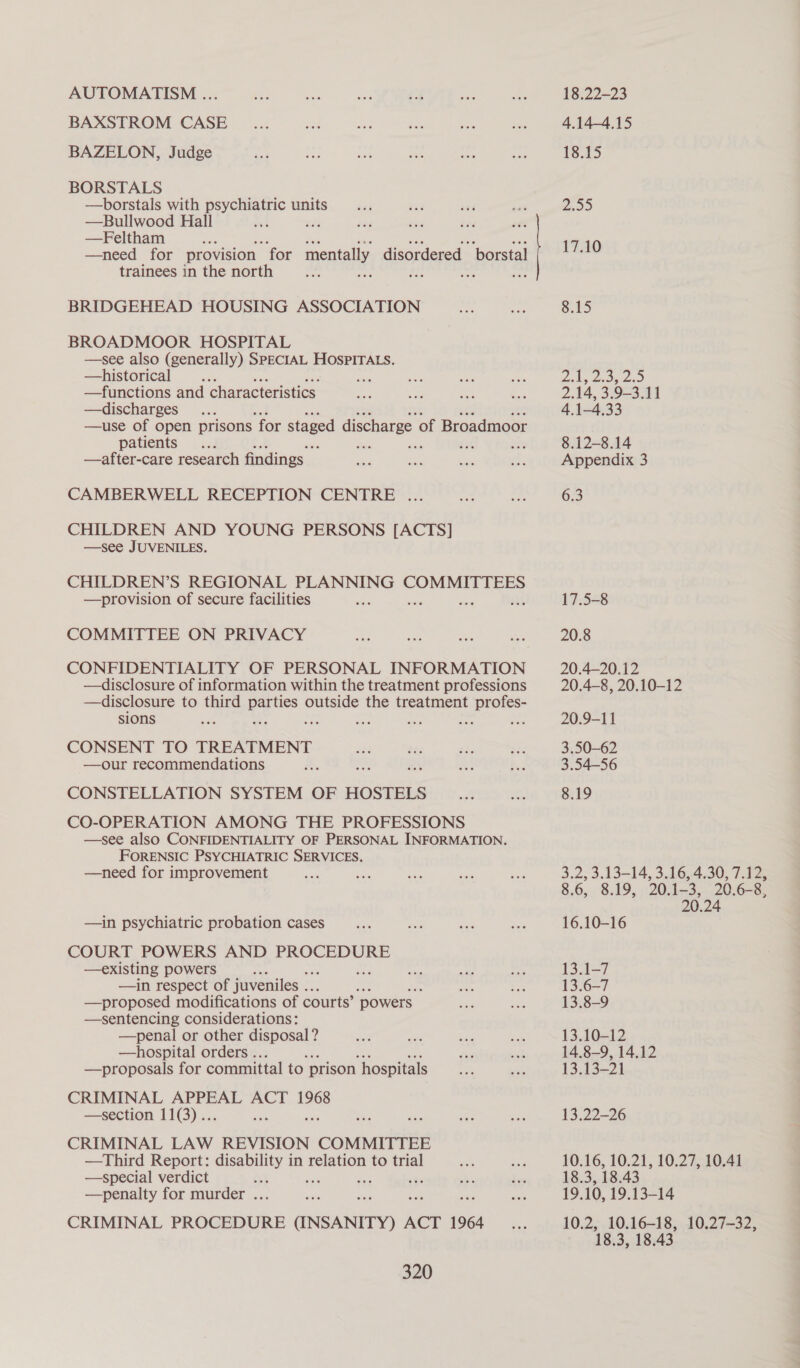 AUTOMATISM ... ... ... ... ... ... ... 18.22–23
BAXSTROM CASE ... ... ... ... ... ... 4.14–4.15
BAZELON, Judge ... ... ... ... ... ... 18.15
BORSTALS
—borstals with psychiatric units ... ... ... ... 2.55
—Bullwood Hall ... ... ... ... ... ...
—Feltham ... ... ... ... ... ...
—need for provision for mentally disordered borstal 17.10
trainees in the north ... ... ... ... ...
BRIDGEHEAD HOUSING ASSOCIATION ... ... 8.15
BROADMOOR HOSPITAL
—see also (generally) SPECIAL HOSPITALS.
—historical ... ... ... ... ... ... ... 2.1, 2.3, 2.5
—functions and characteristics ... ... ... ... 2.14, 3.9–3.11
—discharges ... ... ... ... ... ... 4.1–4.33
—use of open prisons for staged discharge of Broadmoor
patients ... ... ... ... ... ... ... 8.12–8.14
—after-care research findings ... ... ... ... Appendix 3
CAMBERWELL RECEPTION CENTRE ... ... ... 6.3
CHILDREN AND YOUNG PERSONS [ACTS]
—see JUVENILES.
CHILDREN'S REGIONAL PLANNING COMMITTEES
—provision of secure facilities ... ... ... ... 17.5–8
COMMITTEE ON PRIVACY ... ... ... ... 20.8
CONFIDENTIALITY OF PERSONAL INFORMATION 20.4–20.12
—disclosure of information within the treatment professions 20.4–8, 20.10–12
—disclosure to third parties outside the treatment profes-
sions ... ... ... ... ... ... ... 20.9–11
CONSENT TO TREATMENT ... ... ... ... 3.50–62
—our recommendations ... ... ... ... ... 3.54–56
CONSTELLATION SYSTEM OF HOSTELS ... ... 8.19
CO-OPERATION AMONG THE PROFESSIONS
—see also CONFIDENTIALITY OF PERSONAL INFORMATION.
FORENSIC PSYCHIATRIC SERVICES.
—need for improvement ... ... ... ... ... 3.2, 3.13–14, 3.16, 4.30, 7.12,
8.6, 8.19, 20.1–3, 20.6–8,
20.24
—in psychiatric probation cases ... ... ... ... 16.10–16
COURT POWERS AND PROCEDURE
—existing powers ... ... ... ... ... ... 13.1–7
—in respect of juveniles ... ... ... ... ... 13.6–7
—proposed modifications of courts' powers ... ... 13.8–9
—sentencing considerations:
—penal or other disposal? ... ... ... ... 13.10–12
—hospital orders ... ... ... ... ... ... 14.8–9, 14.12
—proposals for committal to prison hospitals ... ... 13.13–21
CRIMINAL APPEAL ACT 1968
—section 11(3) ... ... ... ... ... ... ... 13.22–26
CRIMINAL LAW REVISION COMMITTEE
—Third Report: disability in relation to trial ... ... 10.16, 10.21, 10.27, 10.41
—special verdict ... ... ... ... ... ... 18.3, 18.43
—penalty for murder ... ... ... ... ... ... 19.10, 19.13–14
CRIMINAL PROCEDURE (INSANITY) ACT 1964 ... 10.2, 10.16–18, 10.27–32,
18.3, 18.43
320